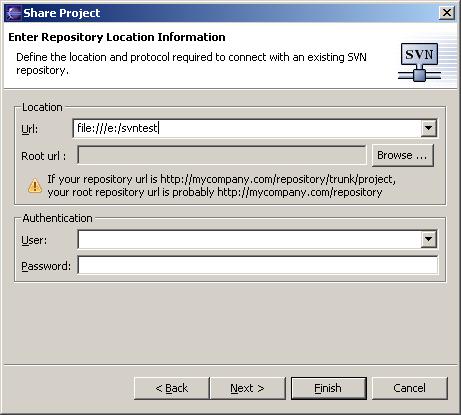 Share Project
Enter Repository Location Information
Define the location and protocol required to connect with an existing SVN
repository.
SVN
Location
Url:
file:///e:/svntest
Root url :
Browse ...
If your repository url is http://mycompany.com/repository/trunk/project,
your root repository url is probably http://mycompany.com/repository
Authentication
User:
Password:
< Back
Next >
Finish
Cancel